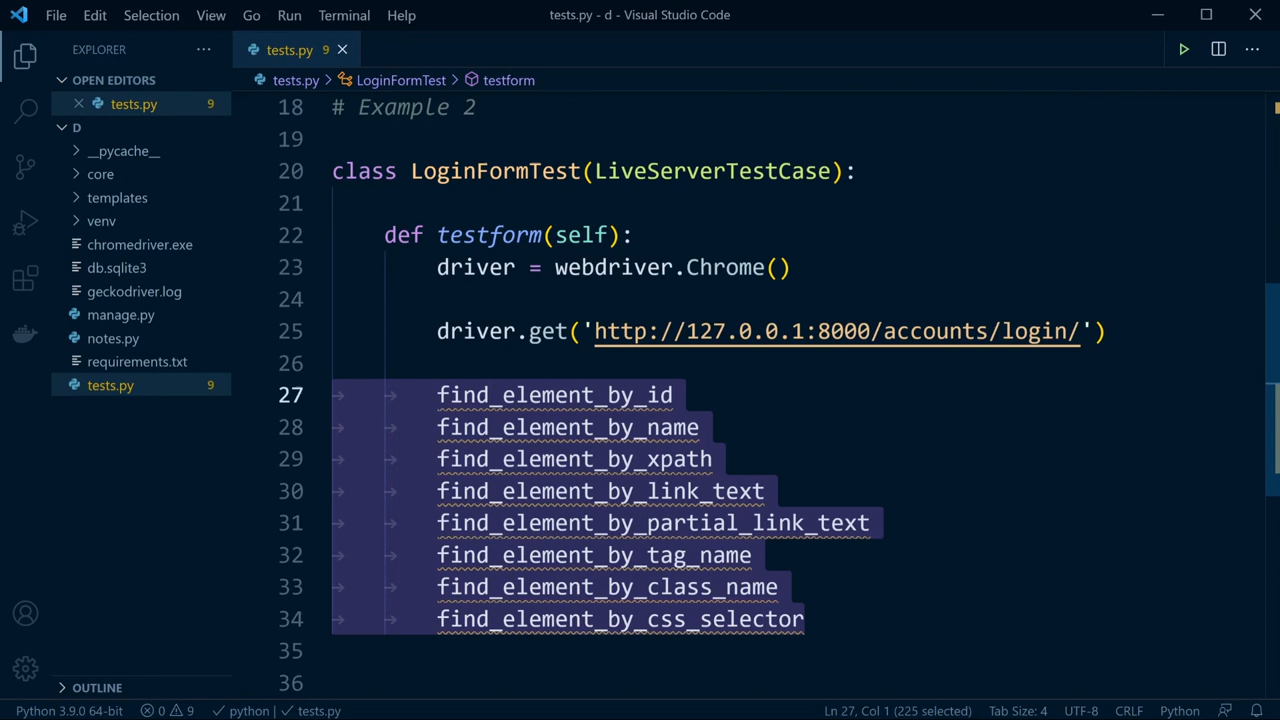 File Edit Selection View Go Run Terminal Help
tests.py - d - Visual Studio Code
EXPLORER
OPEN EDITORS
tests.py 9
D
__pycache__
core
templates
venv
chromedriver.exe
db.sqlite3
geckodriver.log
manage.py
notes.py
requirements.txt
tests.py 9
OUTLINE
tests.py 9
tests.py > LoginFormTest > testform
18 # Example 2
19
20 class LoginFormTest(LiveServerTestCase):
21
22 def testform(self):
23 driver = webdriver.Chrome()
24
25 driver.get('http://127.0.0.1:8000/accounts/login/')
26
27 find_element_by_id
28 find_element_by_name
29 find_element_by_xpath
30 find_element_by_link_text
31 find_element_by_partial_link_text
32 find_element_by_tag_name
33 find_element_by_class_name
34 find_element_by_css_selector
35
36
Python 3.9.0 64-bit 0 9 python | tests.py
Ln 27, Col 1 (225 selected) Tab Size: 4 UTF-8 CRLF Python